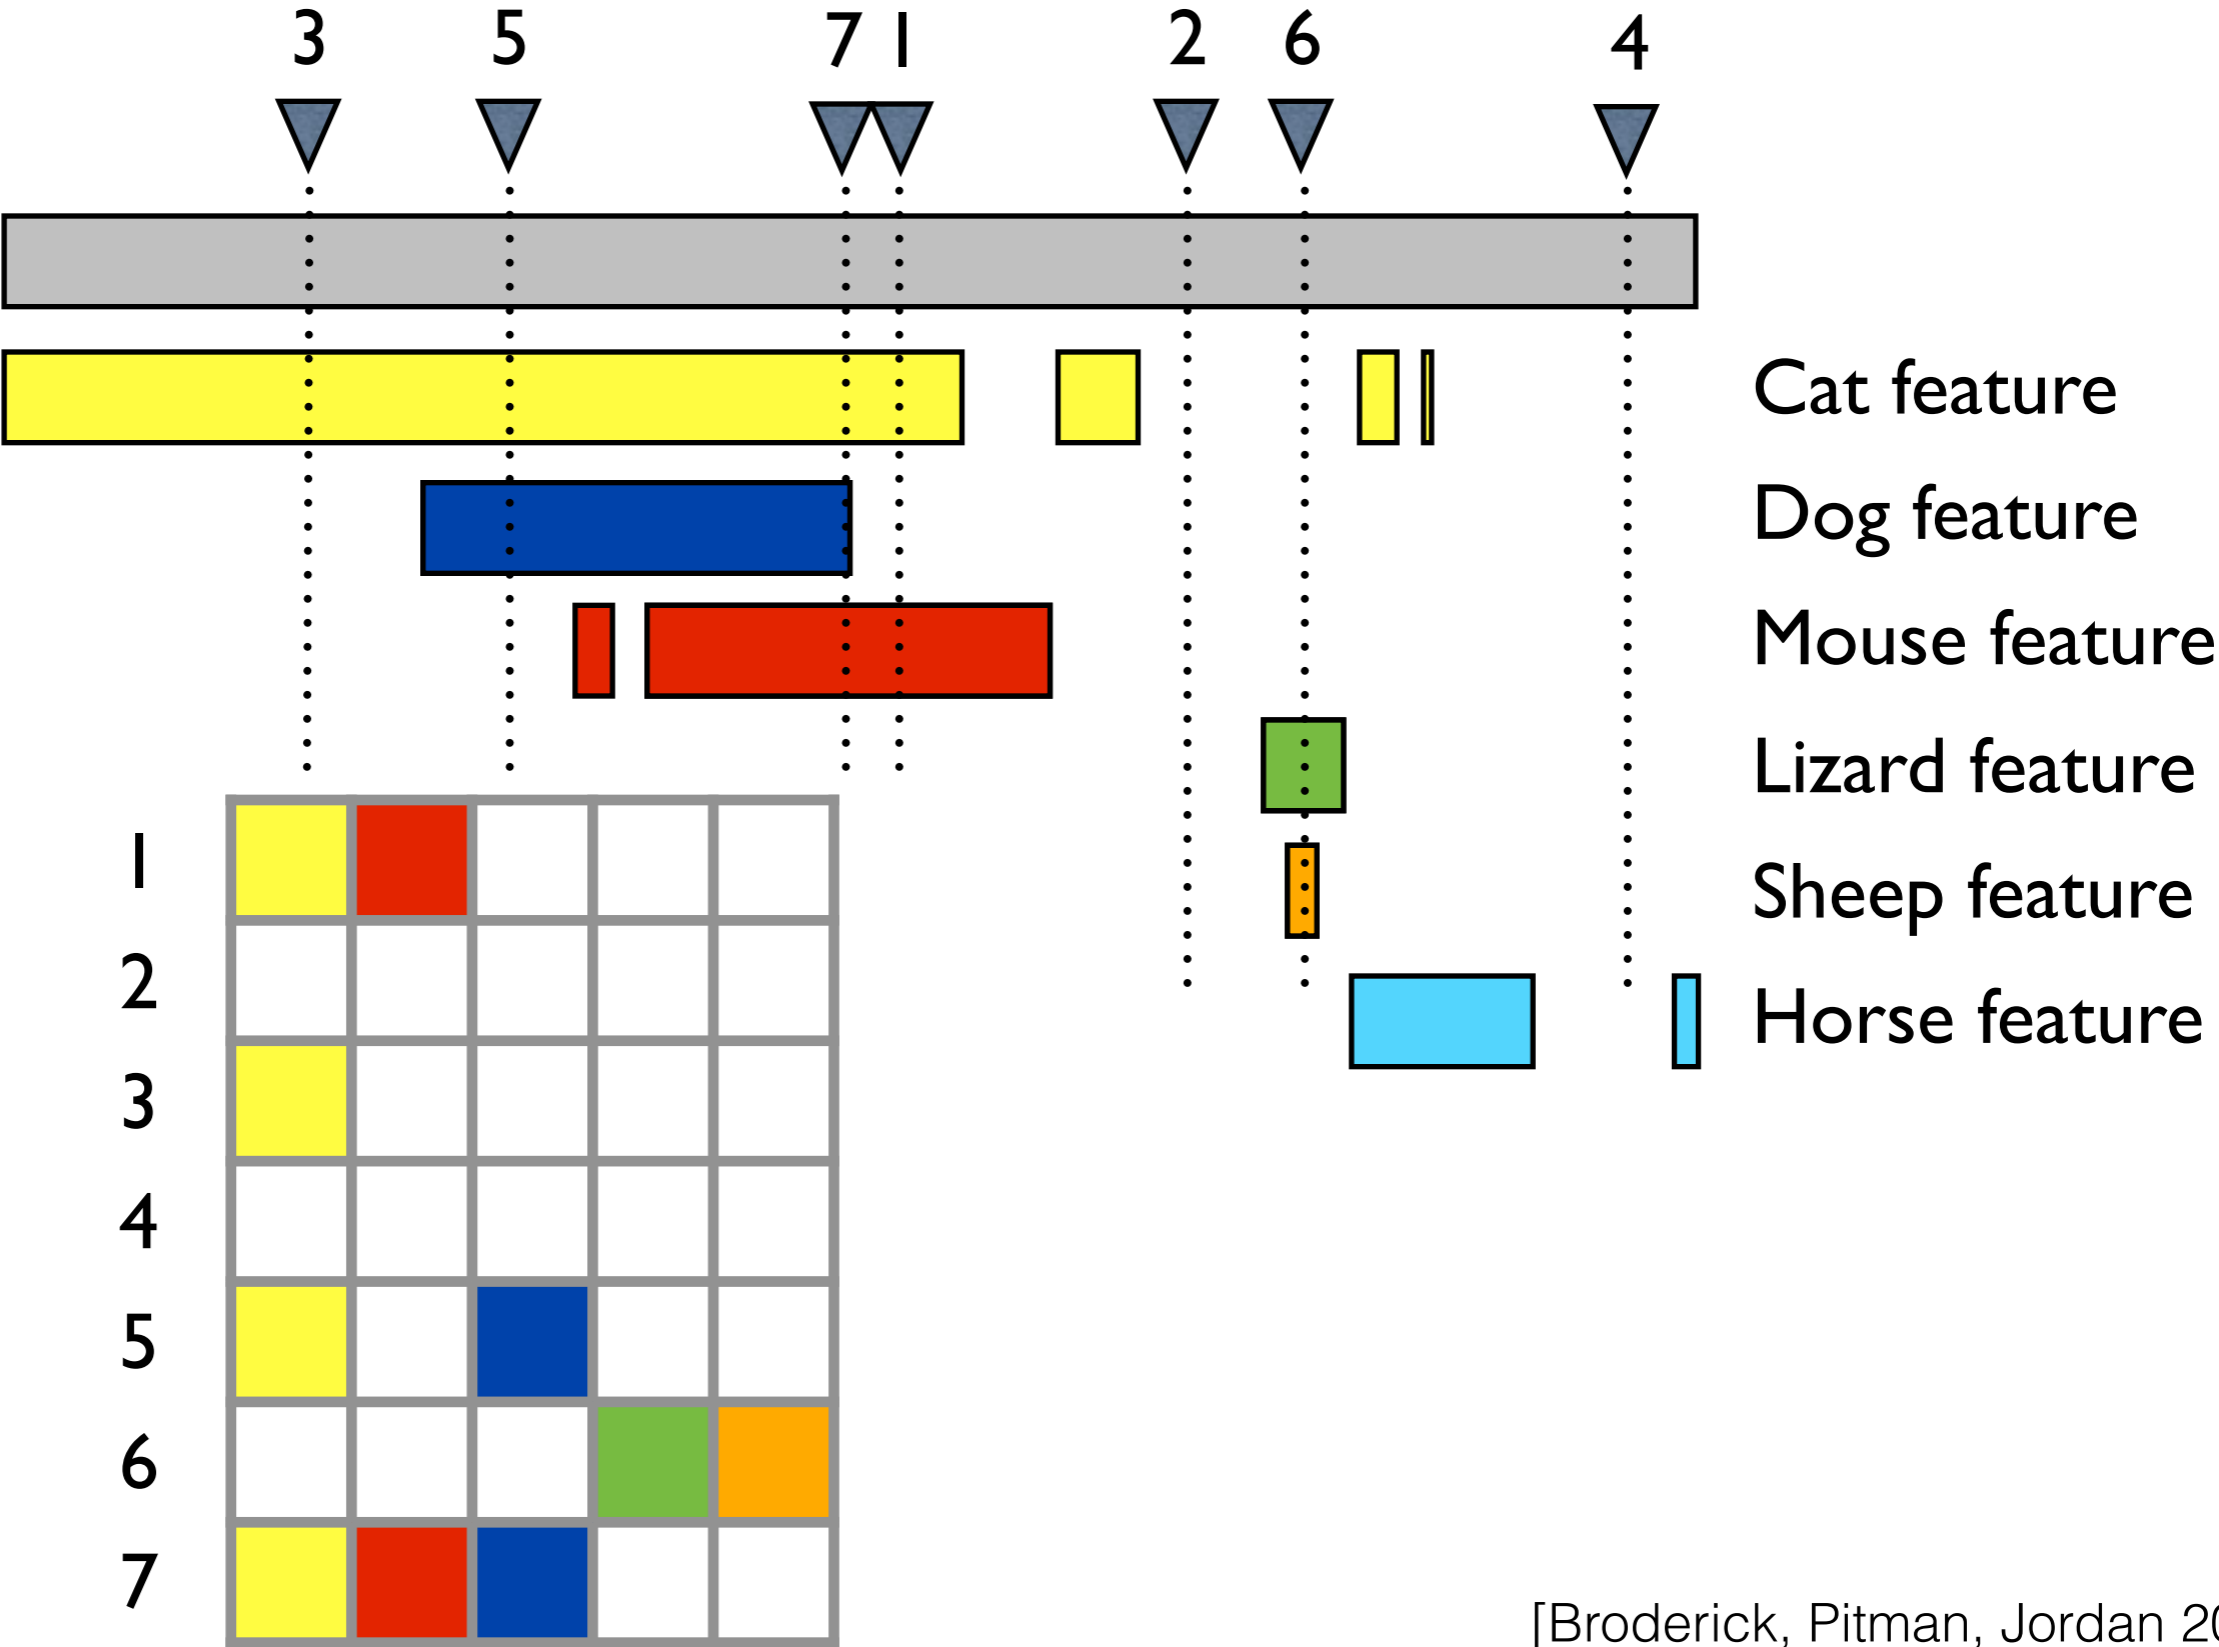 3 5 7 1 2 6 4
Cat feature
Dog feature
Mouse feature
Lizard feature
Sheep feature
Horse feature
1
2
3
4
5
6
7
[Broderick, Pitman, Jordan